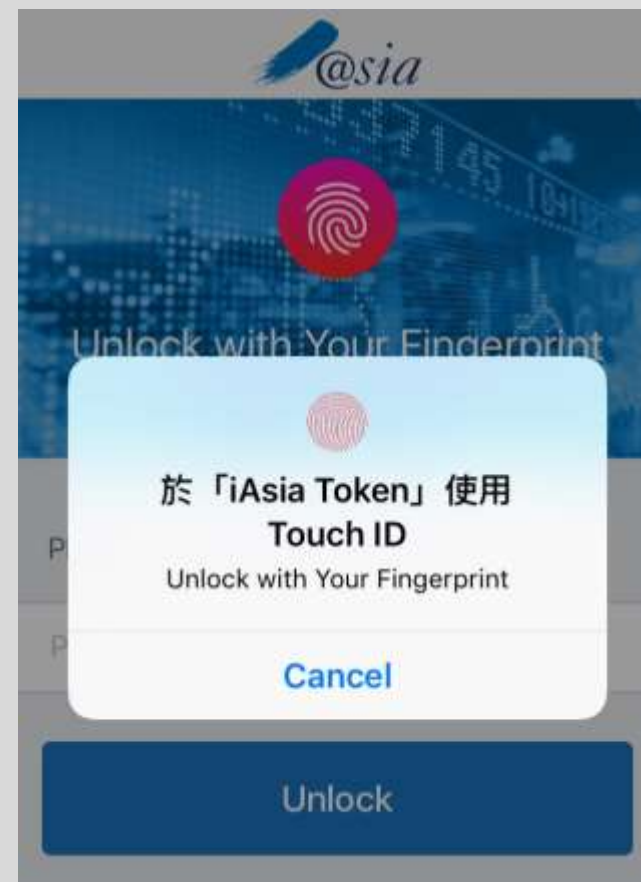 @sia
Unlock with Your Fingerprint
於「iAsia Token」使用
Touch ID
Unlock with Your Fingerprint
P
P
Cancel
Unlock